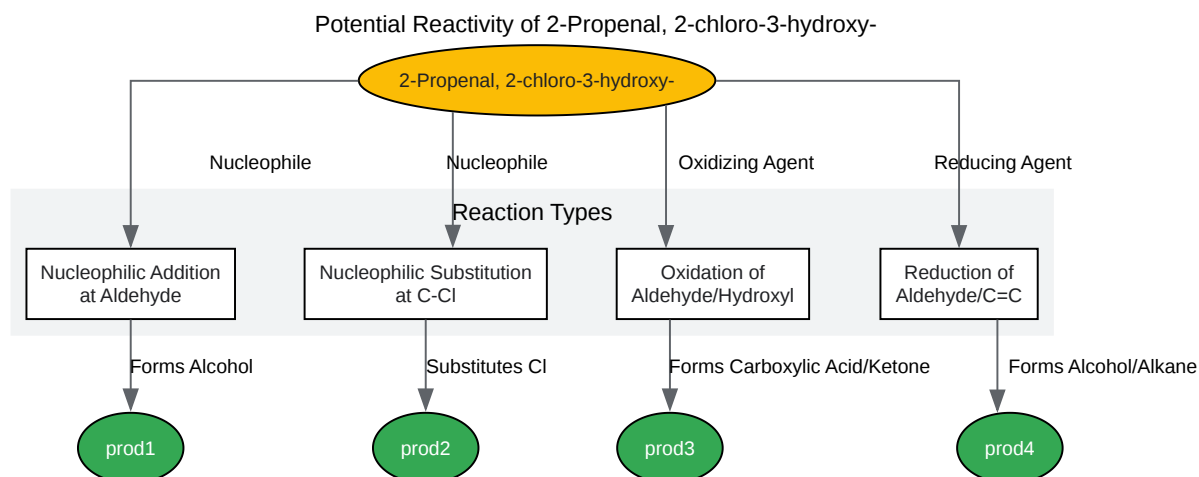 Potential Reactivity of 2-Propenal, 2-chloro-3-hydroxy-
2-Propenal, 2-chloro-3-hydroxy-
Nucleophile
Nucleophile
Oxidizing Agent
Reducing Agent
Reaction Types
Nucleophilic Addition
at Aldehyde
Nucleophilic Substitution
at C-Cl
Oxidation of
Aldehyde/Hydroxyl
Reduction of
Aldehyde/C=C
Forms Alcohol
Substitutes Cl
Forms Carboxylic Acid/Ketone
Forms Alcohol/Alkane
prod1
prod2
prod3
prod4